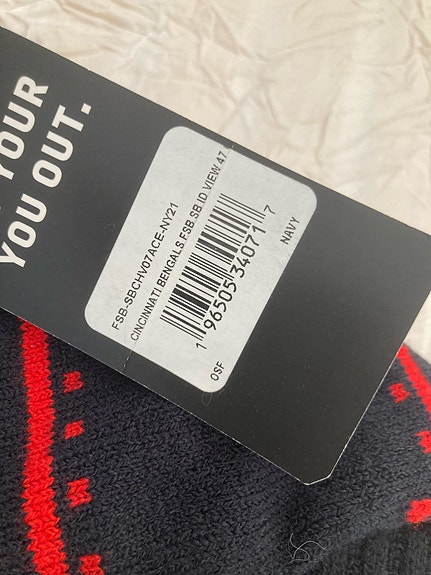 YOUR
YOU OUT.
FSB-SBCHV07ACE-NY21
CINCINNATI BENGALS FSB SB ID VIEW 47
1 96505 34071 7
OSF
NAVY